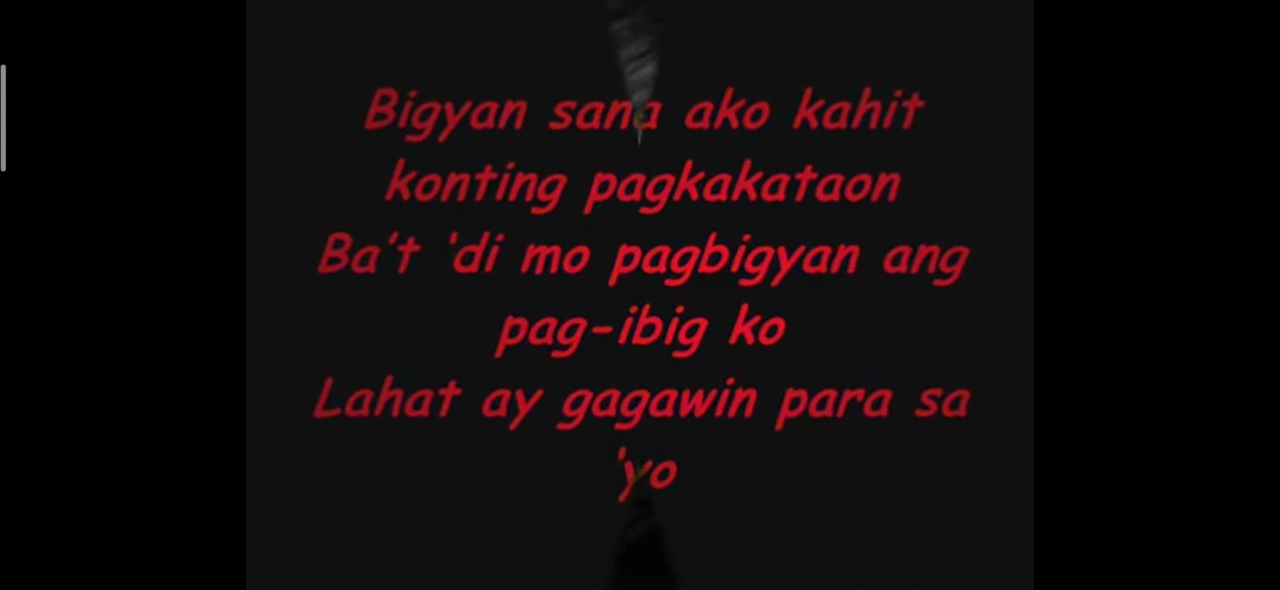 Bigyan sana ako kahit
konting pagkakataon
Ba't 'di mo pagbigyan ang
pag-ibig ko
Lahat ay gagawin para sa
'yo